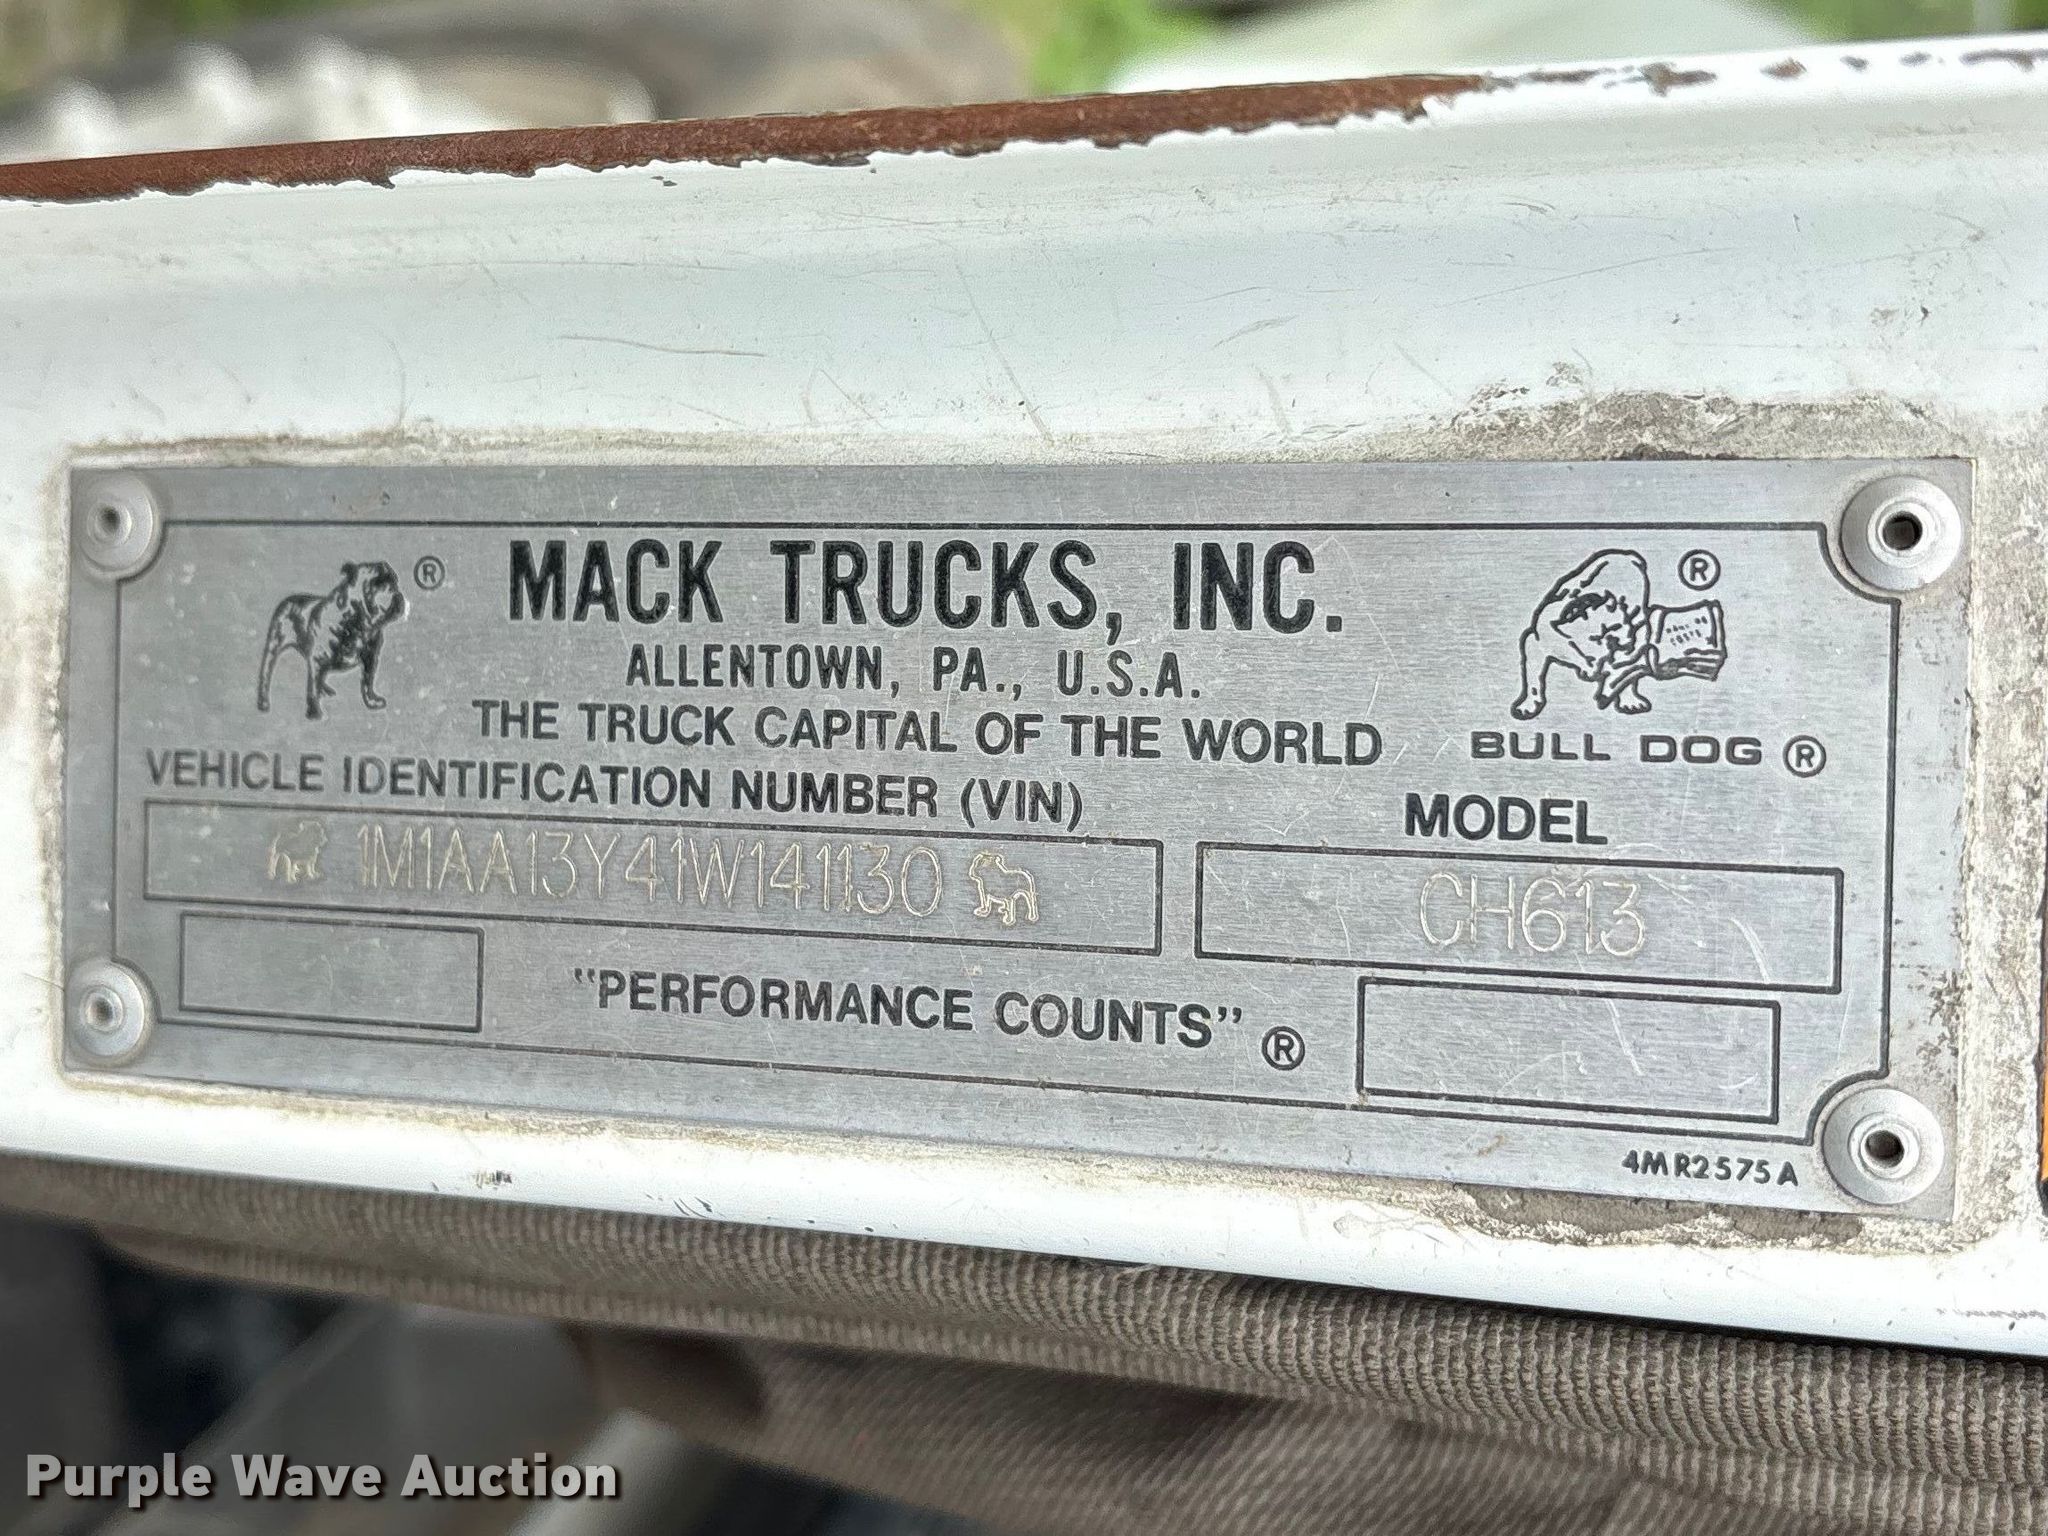 ®
MACK TRUCKS, INC.
®
ALLENTOWN, PA., U.S.A.
THE TRUCK CAPITAL OF THE WORLD
BULL DOG ®
VEHICLE IDENTIFICATION NUMBER (VIN)
MODEL
1M1AA13Y41W141130
CH613
"PERFORMANCE COUNTS" ®
4MR2575A
Purple Wave Auction